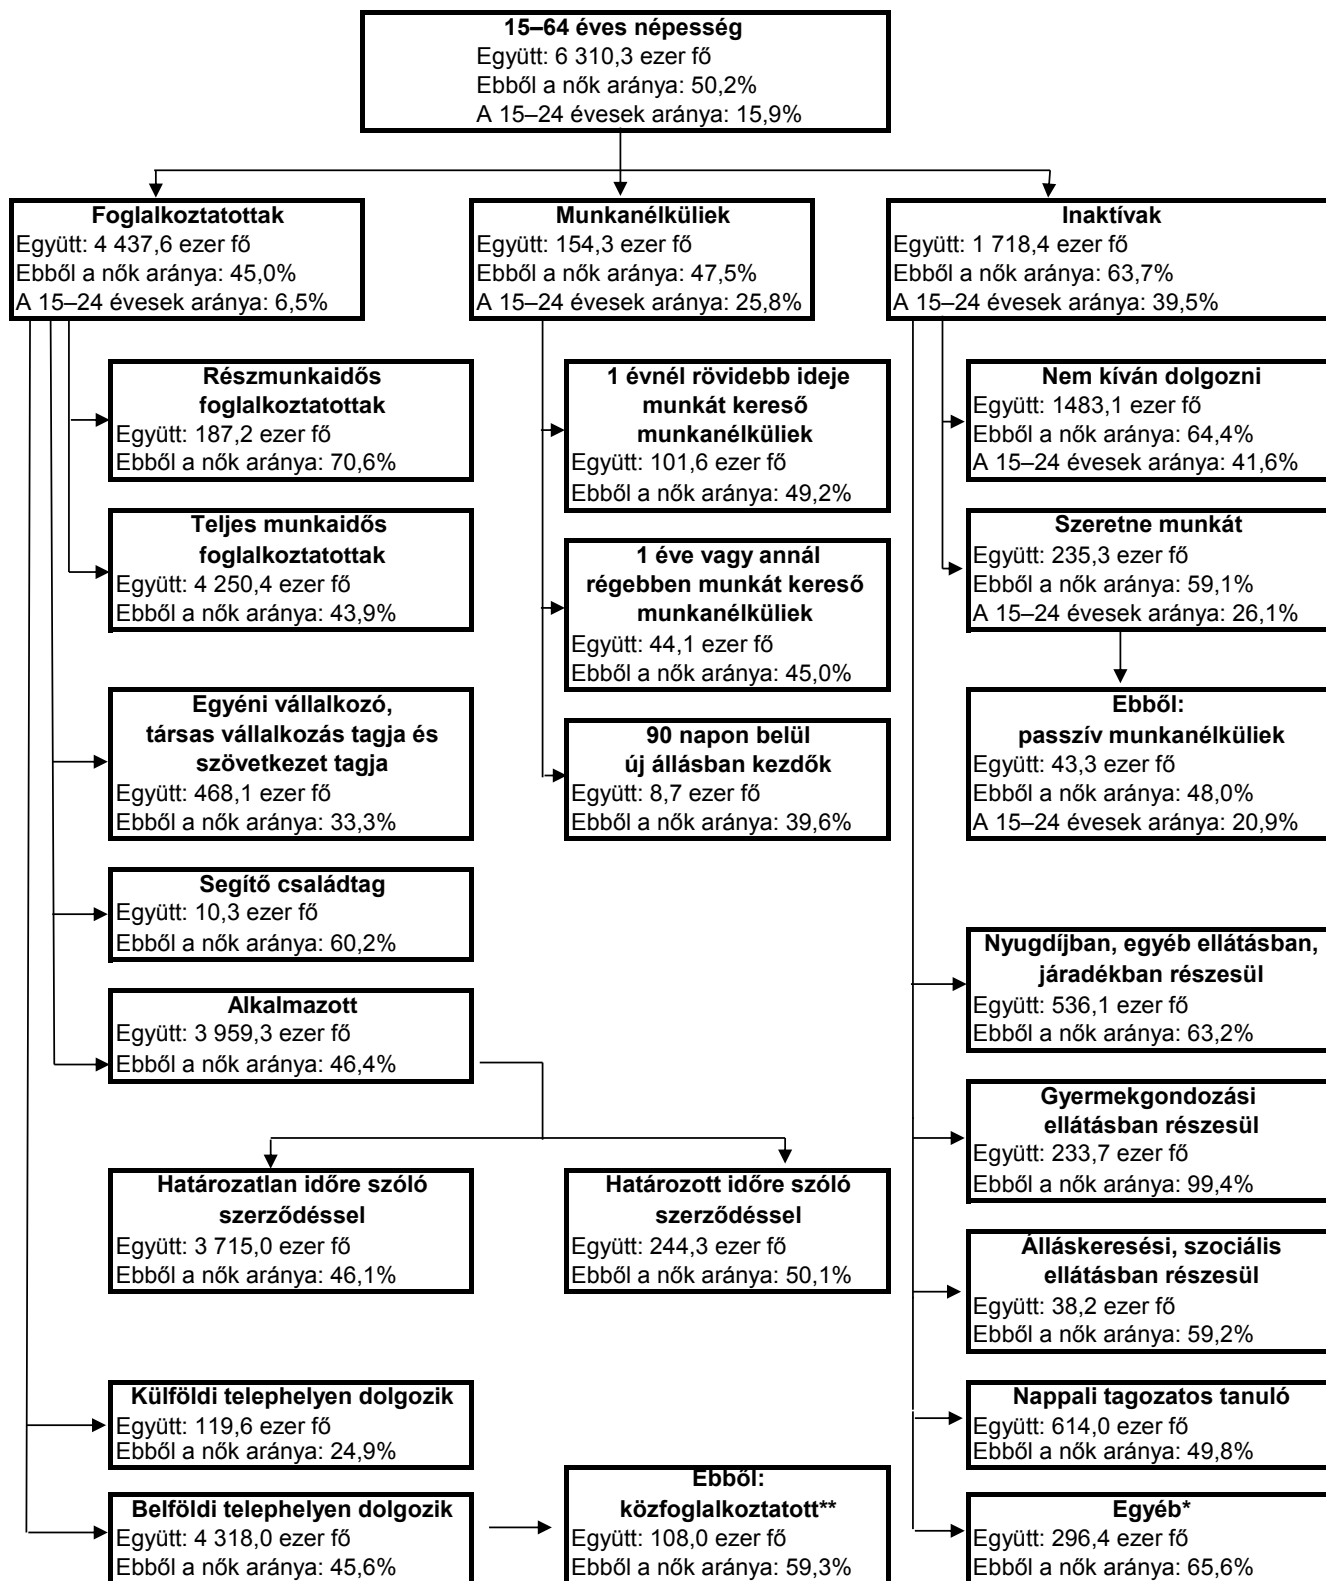 15–64 éves népesség
Együtt: 6 310,3 ezer fő
Ebből a nők aránya: 50,2%
A 15–24 évesek aránya: 15,9%
Foglalkoztatottak
Együtt: 4 437,6 ezer fő
Ebből a nők aránya: 45,0%
A 15–24 évesek aránya: 6,5%
Munkanélküliek
Együtt: 154,3 ezer fő
Ebből a nők aránya: 47,5%
A 15–24 évesek aránya: 25,8%
Inaktívak
Együtt: 1 718,4 ezer fő
Ebből a nők aránya: 63,7%
A 15–24 évesek aránya: 39,5%
Részmunkaidős
foglalkoztatottak
Együtt: 187,2 ezer fő
Ebből a nők aránya: 70,6%
Teljes munkaidős
foglalkoztatottak
Együtt: 4 250,4 ezer fő
Ebből a nők aránya: 43,9%
Egyéni vállalkozó,
társas vállalkozás tagja és
szövetkezet tagja
Együtt: 468,1 ezer fő
Ebből a nők aránya: 33,3%
Segítő családtag
Együtt: 10,3 ezer fő
Ebből a nők aránya: 60,2%
Alkalmazott
Együtt: 3 959,3 ezer fő
Ebből a nők aránya: 46,4%
Határozatlan időre szóló
szerződéssel
Együtt: 3 715,0 ezer fő
Ebből a nők aránya: 46,1%
Határozott időre szóló
szerződéssel
Együtt: 244,3 ezer fő
Ebből a nők aránya: 50,1%
Külföldi telephelyen dolgozik
Együtt: 119,6 ezer fő
Ebből a nők aránya: 24,9%
Belföldi telephelyen dolgozik
Együtt: 4 318,0 ezer fő
Ebből a nők aránya: 45,6%
Ebből:
közfoglalkoztatott**
Együtt: 108,0 ezer fő
Ebből a nők aránya: 59,3%
1 évnél rövidebb ideje
munkát kereső
munkanélküliek
Együtt: 101,6 ezer fő
Ebből a nők aránya: 49,2%
1 éve vagy annál
régebben munkát kereső
munkanélküliek
Együtt: 44,1 ezer fő
Ebből a nők aránya: 45,0%
90 napon belül
új állásban kezdők
Együtt: 8,7 ezer fő
Ebből a nők aránya: 39,6%
Nem kíván dolgozni
Együtt: 1483,1 ezer fő
Ebből a nők aránya: 64,4%
A 15–24 évesek aránya: 41,6%
Szeretne munkát
Együtt: 235,3 ezer fő
Ebből a nők aránya: 59,1%
A 15–24 évesek aránya: 26,1%
Ebből:
passzív munkanélküliek
Együtt: 43,3 ezer fő
Ebből a nők aránya: 48,0%
A 15–24 évesek aránya: 20,9%
Nyugdíjban, egyéb ellátásban,
járadékban részesül
Együtt: 536,1 ezer fő
Ebből a nők aránya: 63,2%
Gyermekgondozási
ellátásban részesül
Együtt: 233,7 ezer fő
Ebből a nők aránya: 99,4%
Álláskeresési, szociális
ellátásban részesül
Együtt: 38,2 ezer fő
Ebből a nők aránya: 59,2%
Nappali tagozatos tanuló
Együtt: 614,0 ezer fő
Ebből a nők aránya: 49,8%
Egyéb*
Együtt: 296,4 ezer fő
Ebből a nők aránya: 65,6%